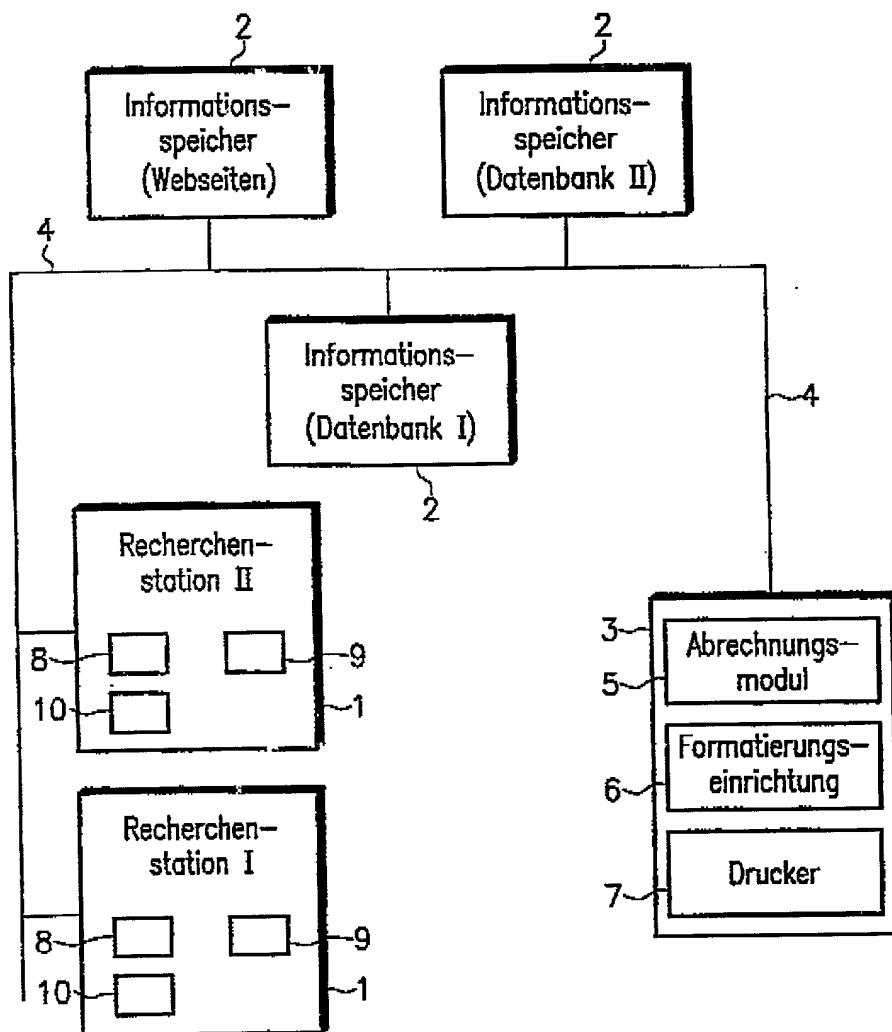 2
2
Informations-
speicher
(Webseiten)
Informations-
speicher
(Datenbank II)
4
Informations-
speicher
(Datenbank I)
4
2
Recherchen-
station II
8
9
10
1
3
Abrechnungs-
modul
5
Formatierungs-
einrichtung
6
Drucker
7
Recherchen-
station I
8
9
10
1